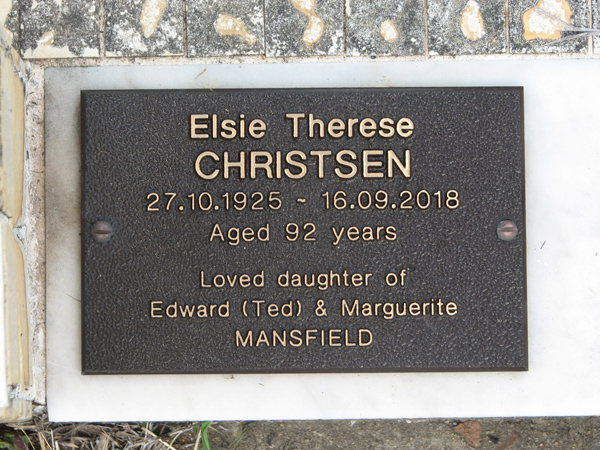 Elsie Therese
CHRISTSEN
27.10.1925 ~ 16.09.2018
Aged 92 years
Loved daughter of
Edward (Ted) & Marguerite
MANSFIELD